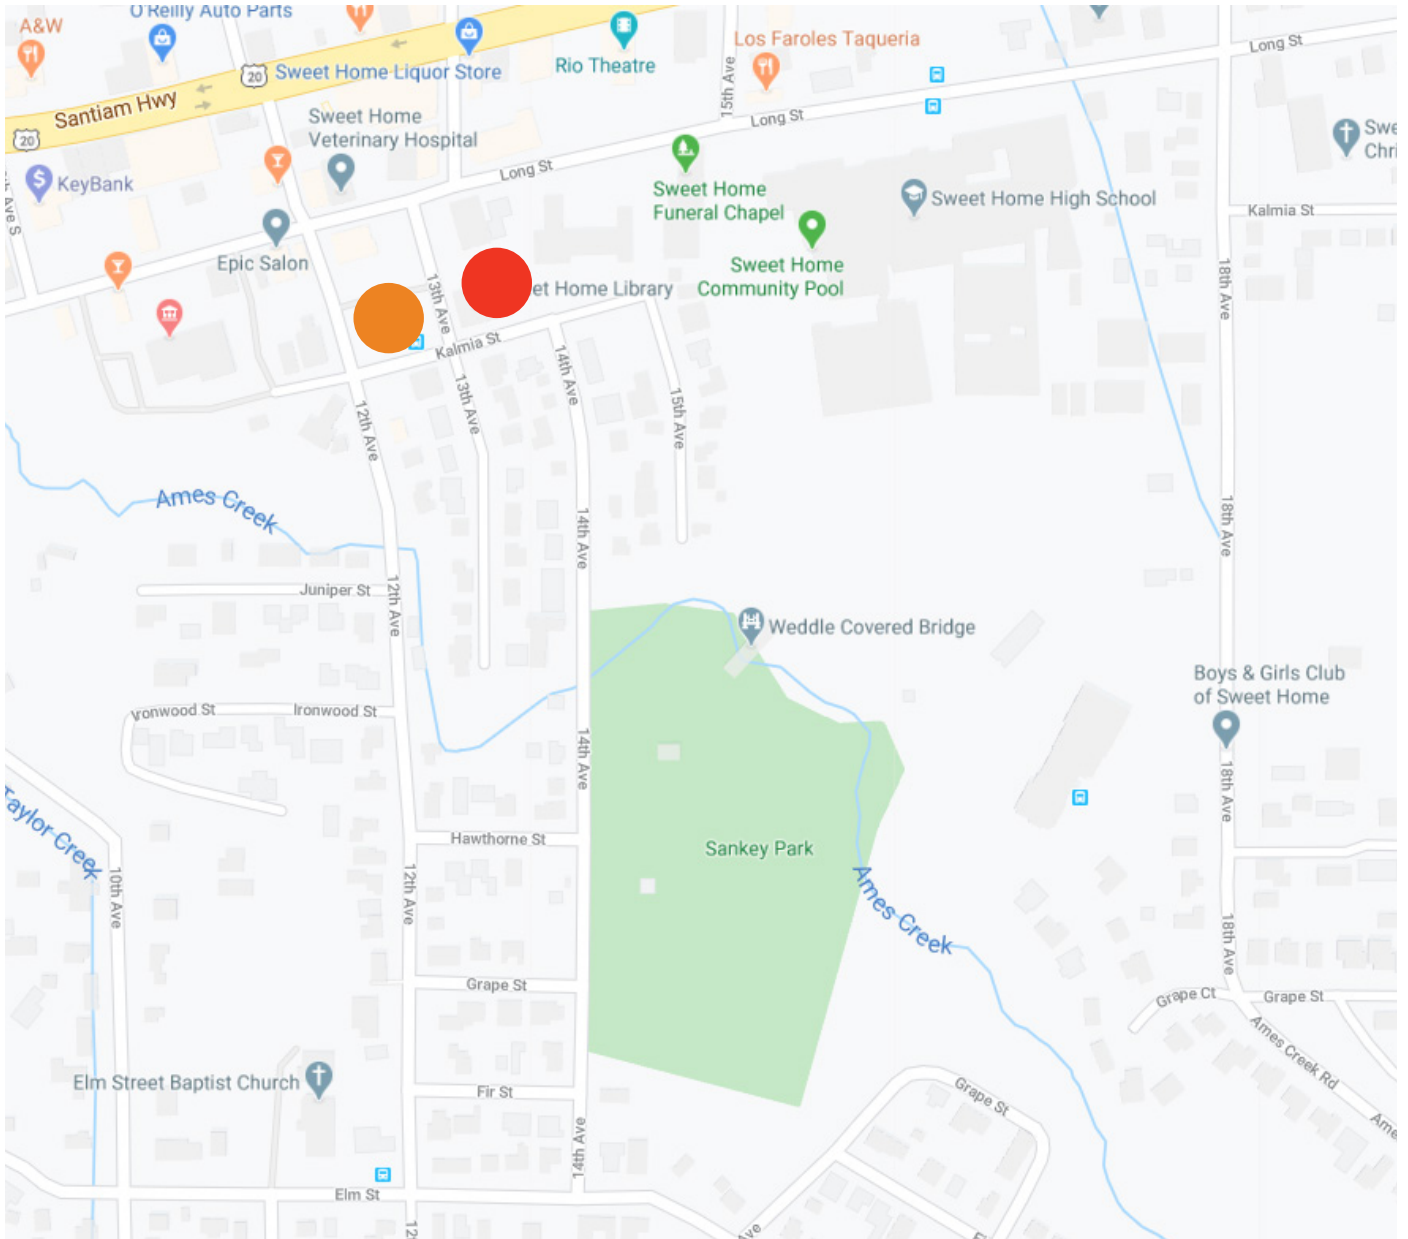 O'Reilly Auto Parts
A&W
Sweet Home Liquor Store
Rio Theatre
Los Faroles Taqueria
Long St
20
Santiam Hwy
20
15th Ave
Sweet Home
Veterinary Hospital
Long St
KeyBank
Long St
Sweet Home
Funeral Chapel
Sweet Home High School
Kalmia St
Epic Salon
Sweet Home
Community Pool
13th Ave
et Home Library
18th Ave
Kalmia St
14th Ave
13th Ave
15th Ave
12th Ave
Ames Creek
14th Ave
18th Ave
Juniper St
12th Ave
Weddle Covered Bridge
Boys & Girls Club
of Sweet Home
Ironwood St
Ironwood St
14th Ave
18th Ave
Taylor Creek
Hawthorne St
Sankey Park
10th Ave
12th Ave
Ames Creek
18th Ave
Grape St
Grape Ct
Grape St
Ames Creek Rd
Elm Street Baptist Church
Fir St
Grape St
Ame
14th Ave
Elm St
12
Ave